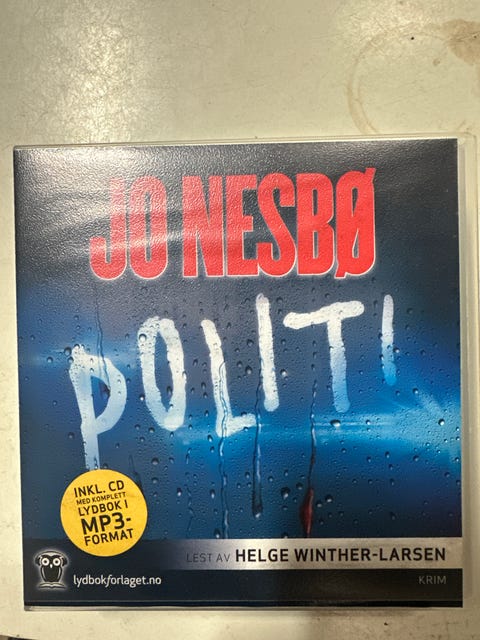 JO NESBØ
POLITI
INKL. CD
MED KOMPLETT
LYDBOK I
MP3-
FORMAT
LEST AV HELGE WINTHER-LARSEN
lydbokforlaget.no
KRIM